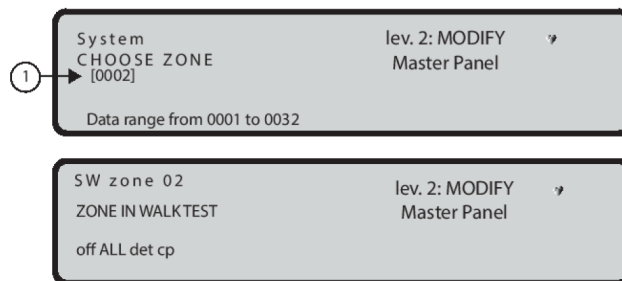 System
lev. 2: MODIFY
CHOOSE ZONE
Master Panel
1
[0002]
Data range from 0001 to 0032
SW zone 02
lev. 2: MODIFY
ZONE IN WALKTEST
Master Panel
off ALL det cp